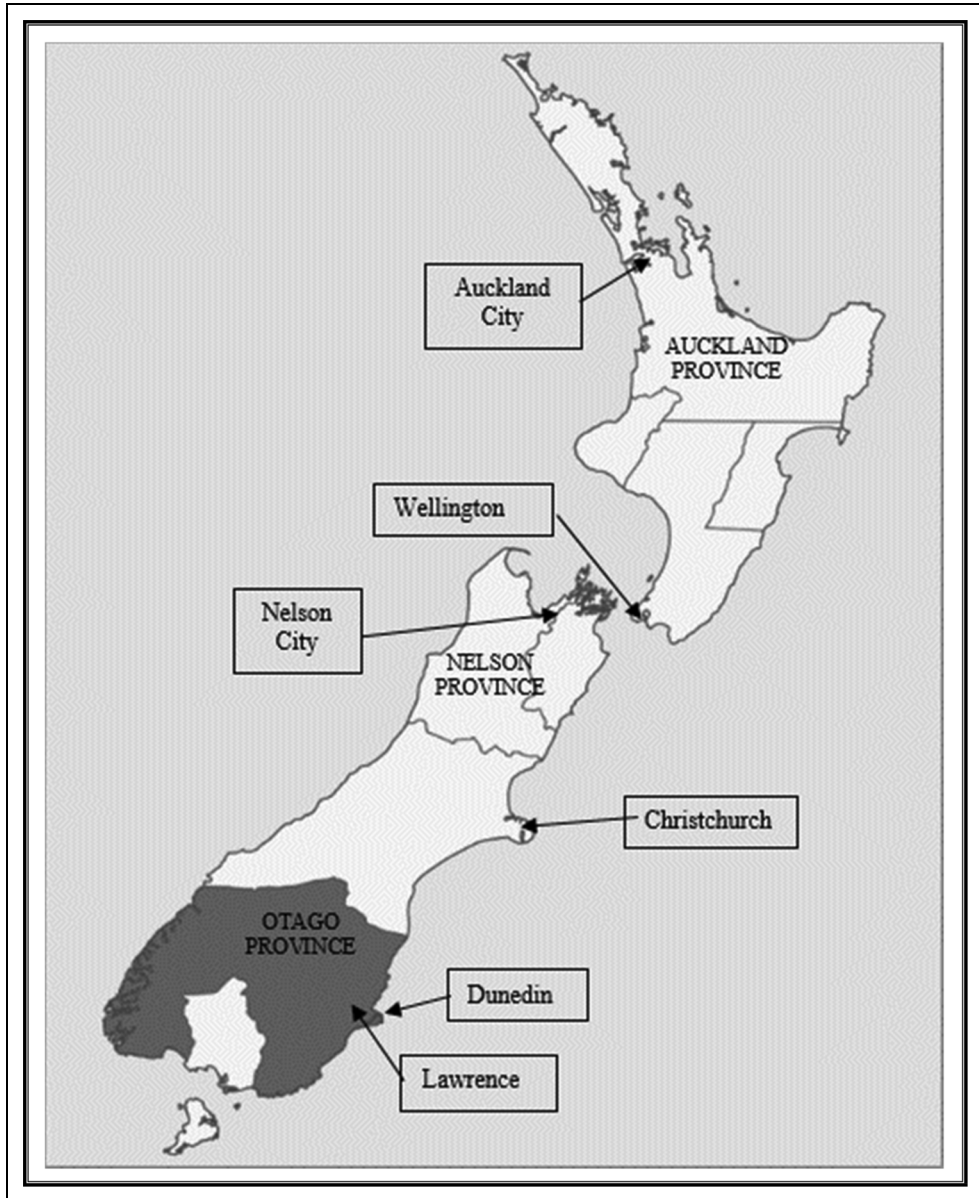 Auckland
City
AUCKLAND
PROVINCE
Wellington
Nelson
City
NELSON
PROVINCE
Christchurch
OTAGO
PROVINCE
Dunedin
Lawrence